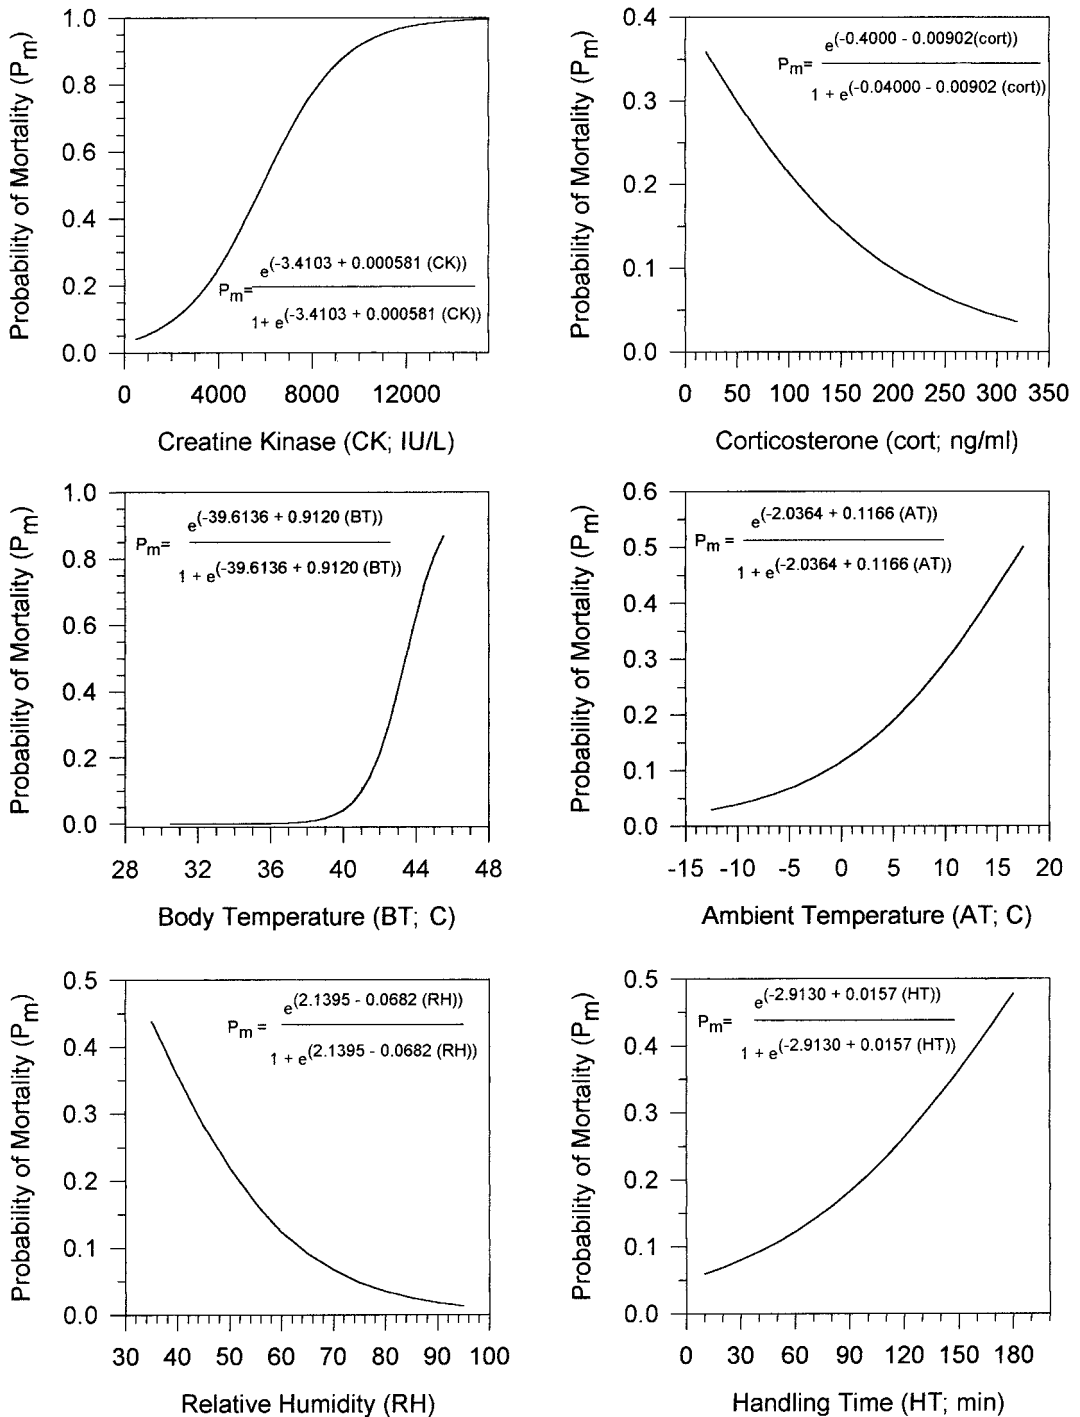 Probability of Mortality (Pm)
1.0
0.8
0.6
0.4
0.2
0.0
Pm= e(-3.4103 + 0.000581 (CK))
1+ e(-3.4103 + 0.000581 (CK))
0 4000 8000 12000
Creatine Kinase (CK; IU/L)
Probability of Mortality (Pm)
0.4
0.3
0.2
0.1
0.0
Pm= e(-0.4000 - 0.00902(cort))
1 + e(-0.04000 - 0.00902 (cort))
0 50 100 150 200 250 300 350
Corticosterone (cort; ng/ml)
Probability of Mortality (Pm)
1.0
0.8
0.6
0.4
0.2
0.0
Pm= e(-39.6136 + 0.9120 (BT))
1 + e(-39.6136 + 0.9120 (BT))
28 32 36 40 44 48
Body Temperature (BT; C)
Probability of Mortality (Pm)
0.6
0.5
0.4
0.3
0.2
0.1
0.0
Pm = e(-2.0364 + 0.1166 (AT))
1 + e(-2.0364 + 0.1166 (AT))
-15 -10 -5 0 5 10 15 20
Ambient Temperature (AT; C)
Probability of Mortality (Pm)
0.5
0.4
0.3
0.2
0.1
0.0
Pm = e(2.1395 - 0.0682 (RH))
1 + e(2.1395 - 0.0682 (RH))
30 40 50 60 70 80 90 100
Relative Humidity (RH)
Probability of Mortality (Pm)
0.5
0.4
0.3
0.2
0.1
0.0
Pm= e(-2.9130 + 0.0157 (HT))
1 + e(-2.9130 + 0.0157 (HT))
0 30 60 90 120 150 180
Handling Time (HT; min)